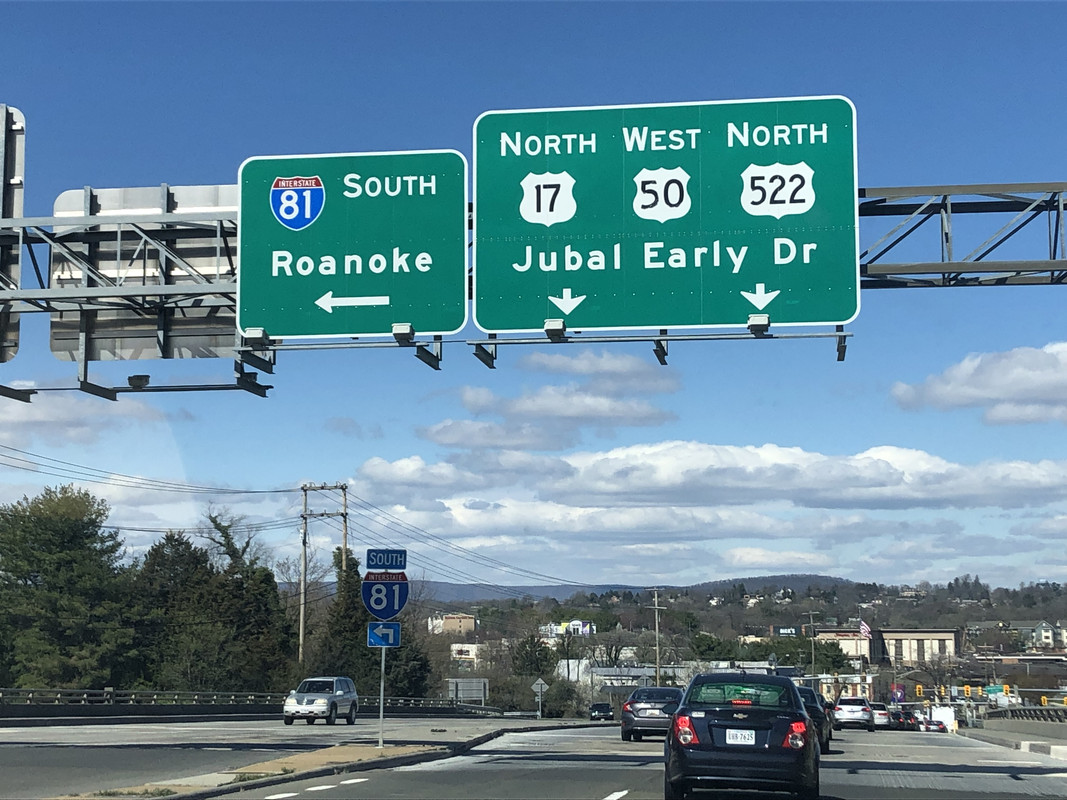 INTERSTATE
81 SOUTH
Roanoke
NORTH WEST NORTH
17 50 522
Jubal Early Dr
SOUTH
INTERSTATE
81